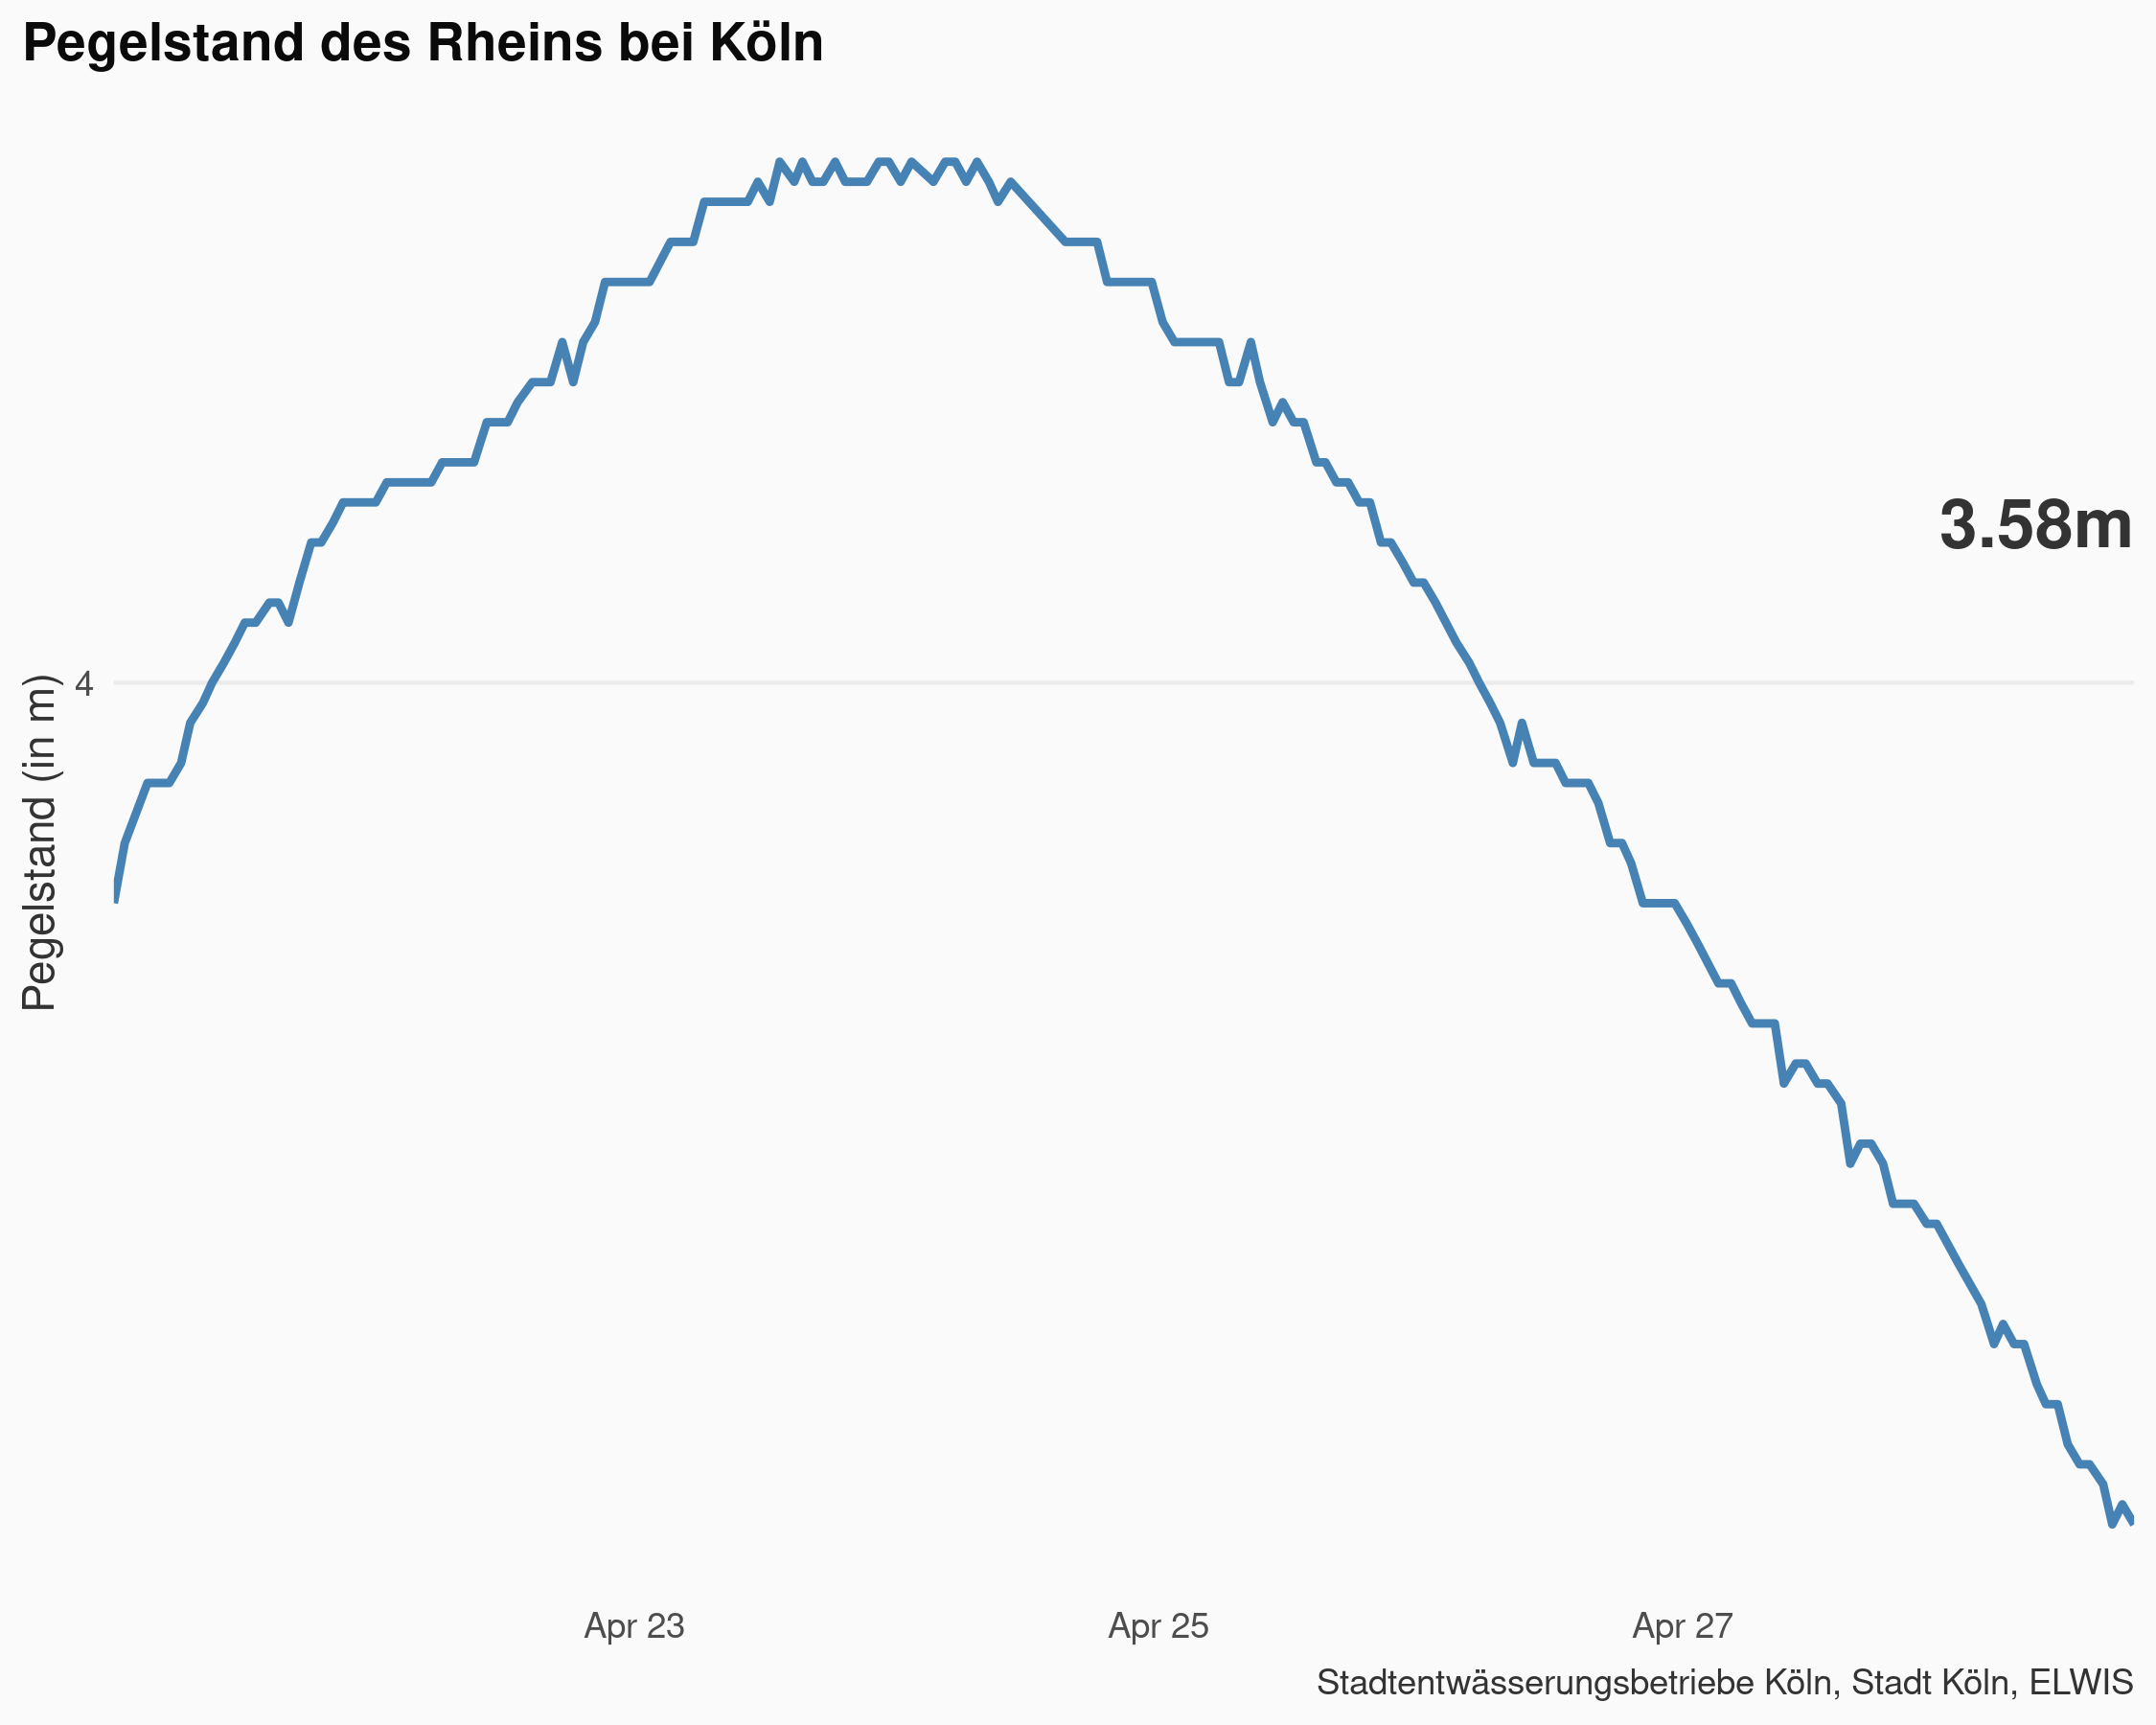 Pegelstand des Rheins bei Köln
3.58m
Pegelstand (in m)
4
Apr 23
Apr 25
Apr 27
Stadtentwässerungsbetriebe Köln, Stadt Köln, ELWIS